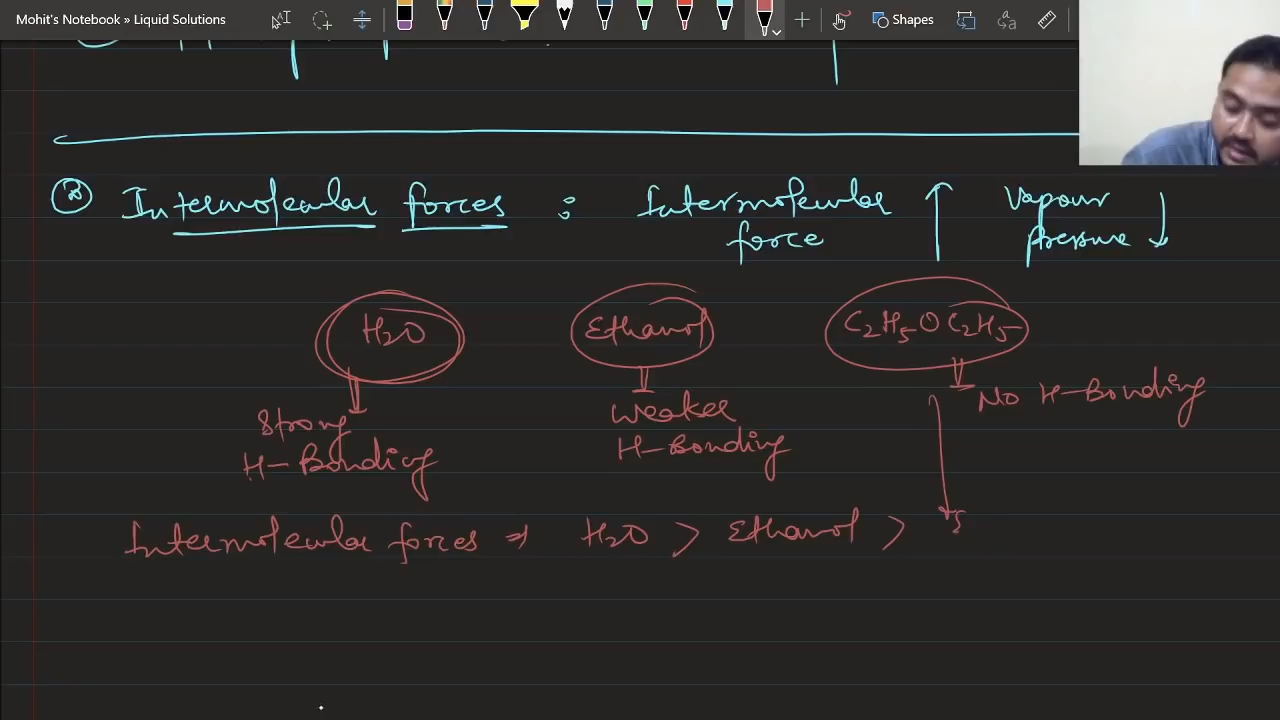 Mohit's Notebook » Liquid Solutions
Shapes
② Intermolecular forces : Intermolecular force ↑ Vapour pressure ↓
H₂O Ethanol C₂H₅OC₂H₅
Strong H-Bonding Weaker H-Bonding No H-Bonding
Intermolecular forces ⇒ H₂O > Ethanol >